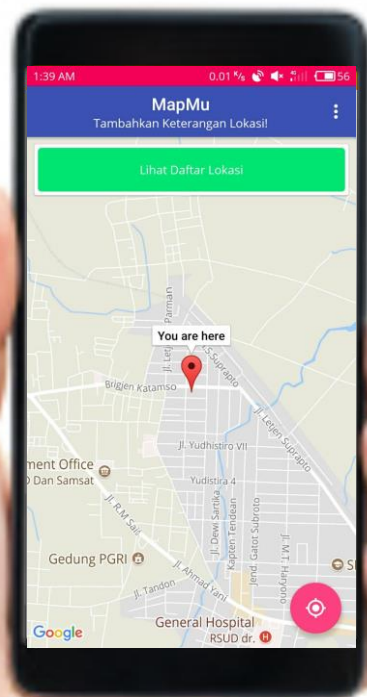 1:39 AM 0.01 K/s 56
MapMu
Tambahkan Keterangan Lokasi!
Lihat Daftar Lokasi
Parman
Jl. Letj
You are here
S. Suprapto
Brigjen Katamso
Jl. Letjen Suprapto
Jl. Yudhistiro VII
ment Office
D Dan Samsat
Yudistira 4
Jl. R.M. Said
Jl. Dewi Sartika
Kapten Tendean
Jend. Gatot Subroto
Jl. M.T. Haryono
Gedung PGRI
S
Jl. Ahmad Yani
Jl. Tandon
General Hospital
RSUD dr.
H
Google